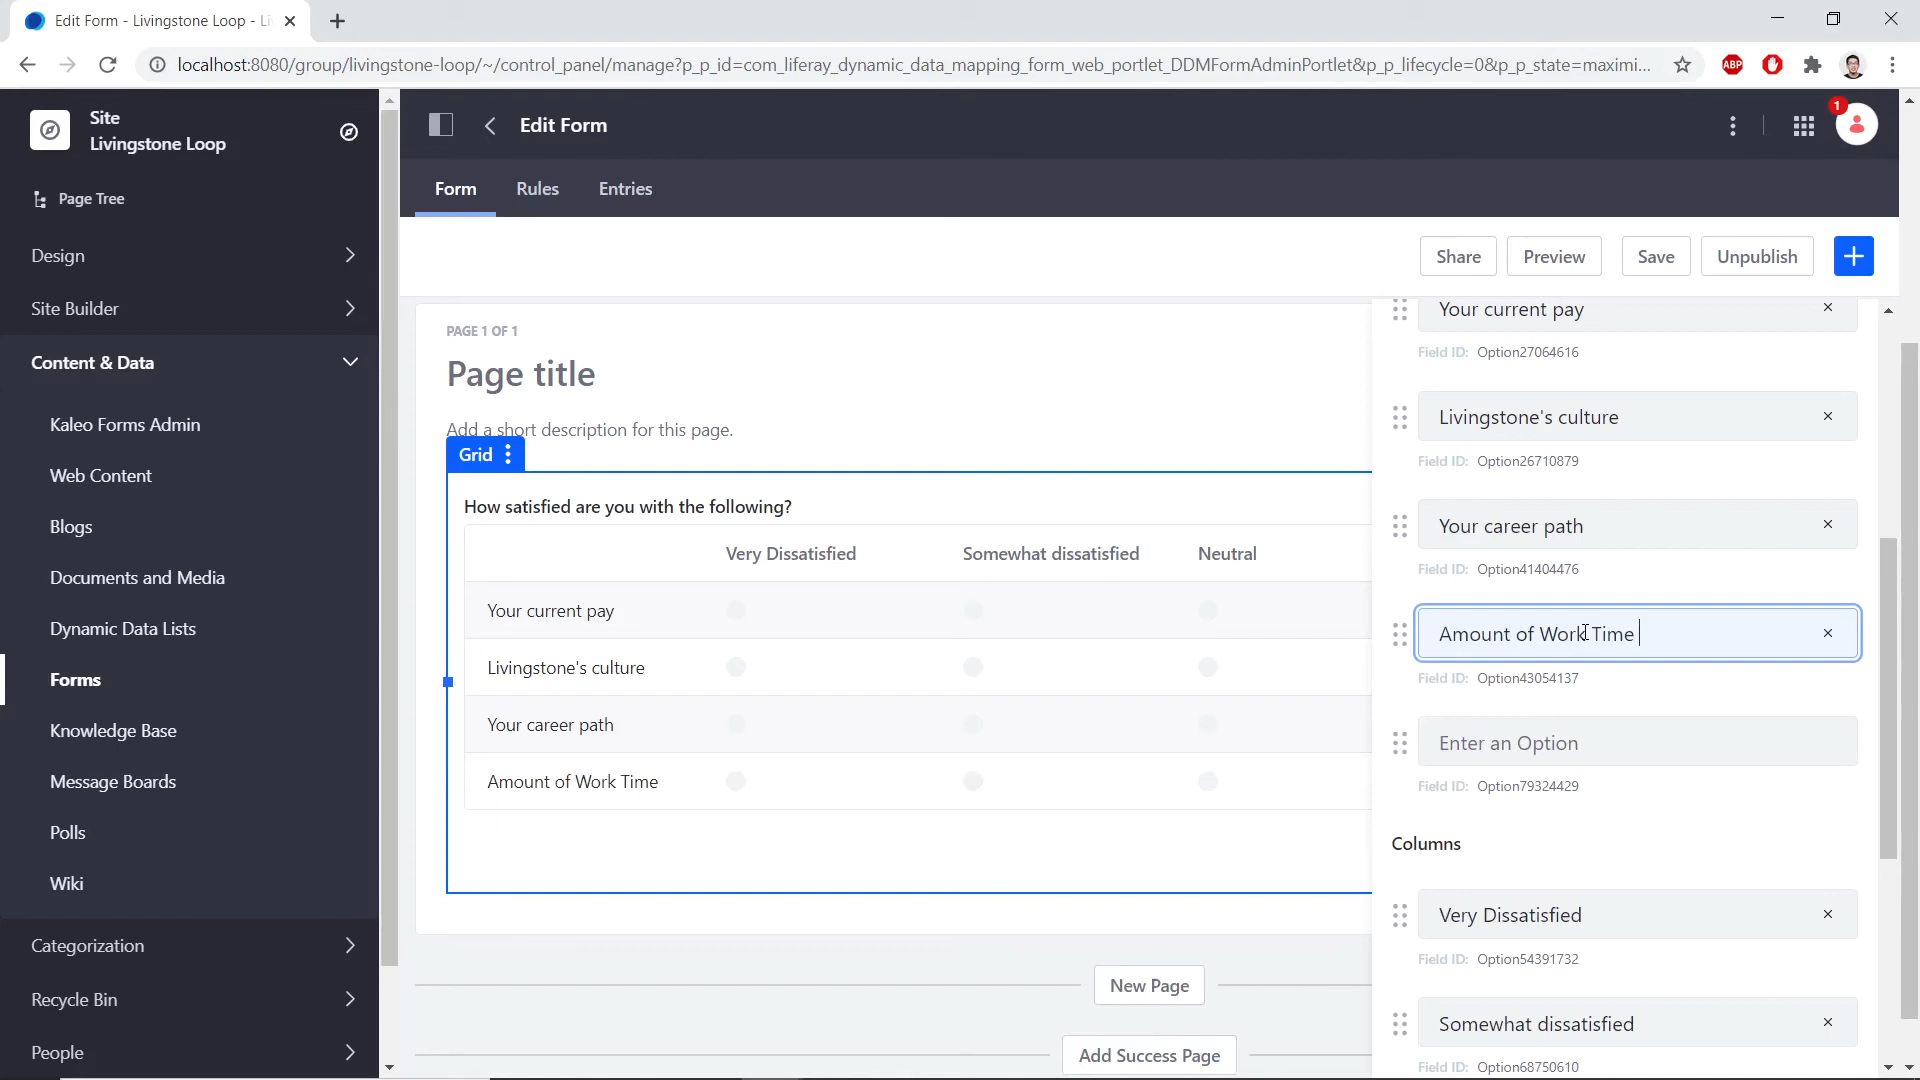 Edit Form - Livingstone Loop - Li
localhost:8080/group/livingstone-loop/~/control_panel/manage?p_p_id=com_liferay_dynamic_data_mapping_form_web_portlet_DDMFormAdminPortlet&p_p_lifecycle=0&p_p_state=maximi...
ABP
Site
Livingstone Loop
Page Tree
Design
Site Builder
Content & Data
Kaleo Forms Admin
Web Content
Blogs
Documents and Media
Dynamic Data Lists
Forms
Knowledge Base
Message Boards
Polls
Wiki
Categorization
Recycle Bin
People
Edit Form
1
Form
Rules
Entries
Share
Preview
Save
Unpublish
PAGE 1 OF 1
Page title
Add a short description for this page.
Grid
How satisfied are you with the following?
Very Dissatisfied
Somewhat dissatisfied
Neutral
Your current pay
Livingstone's culture
Your career path
Amount of Work Time
New Page
Add Success Page
Your current pay
Field ID: Option27064616
Livingstone's culture
Field ID: Option26710879
Your career path
Field ID: Option41404476
Amount of Work Time
Field ID: Option43054137
Enter an Option
Field ID: Option79324429
Columns
Very Dissatisfied
Field ID: Option54391732
Somewhat dissatisfied
Field ID: Option68750610